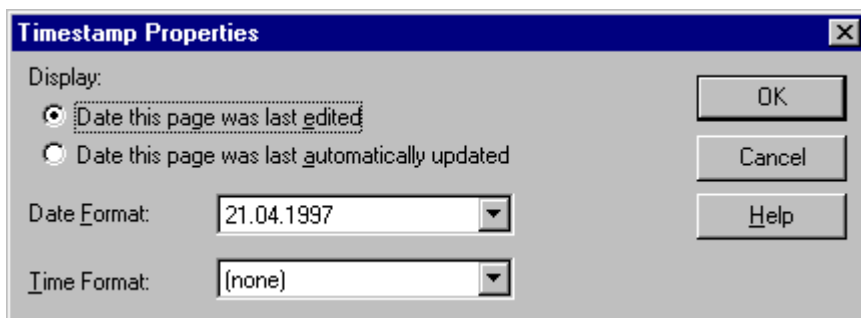 Timestamp Properties
Display:
Date this page was last edited
Date this page was last automatically updated
Date Format: 21.04.1997
Time Format: (none)
OK
Cancel
Help